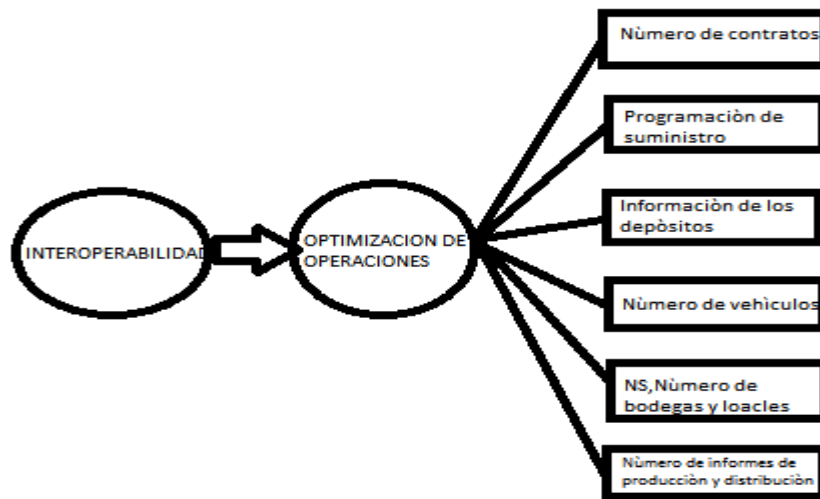 Nùmero de contratos
Programaciòn de
suministro
Informaciòn de los
depòsitos
INTEROPERABILIDAD
OPTIMIZACION DE
OPERACIONES
Nùmero de vehìculos
NS,Nùmero de
bodegas y loacles
Nùmero de informes de
producciòn y distribuciòn